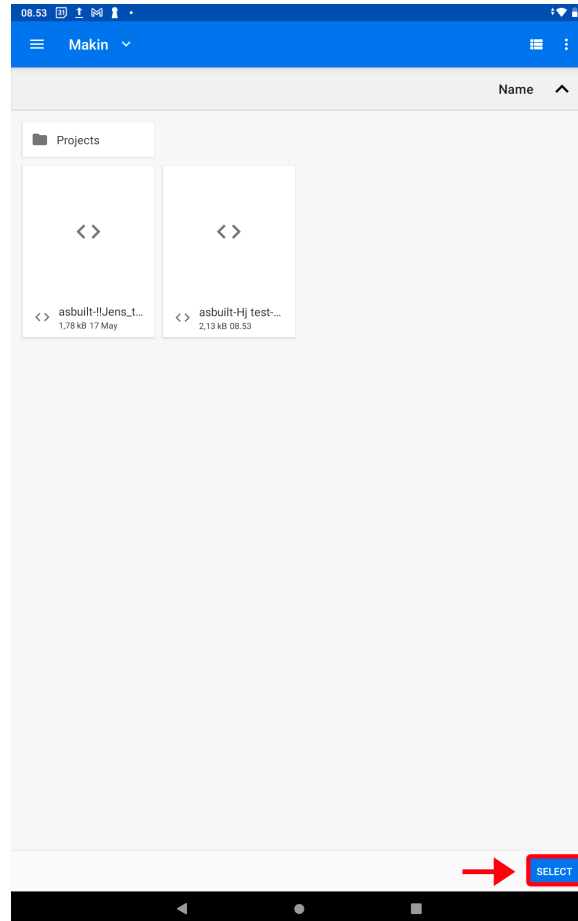 08.53 31
Makin
Name
Projects
asbuilt-!!Jens_t...
1,78 kB 17 May
asbuilt-Hj test-...
2,13 kB 08.53
SELECT